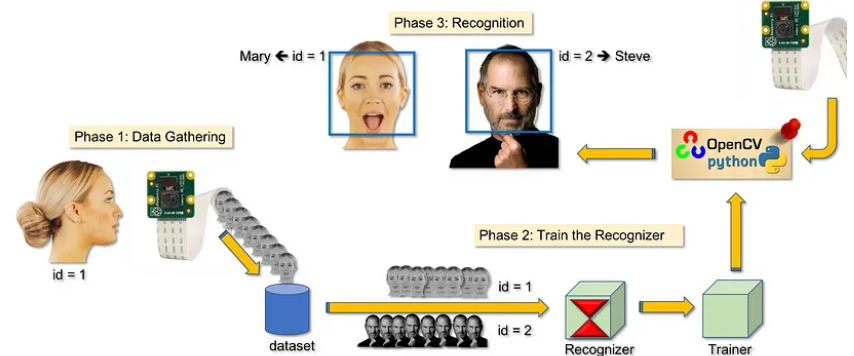 Phase 3: Recognition
Mary 🡸 id = 1
id = 2 ➔ Steve
Phase 1: Data Gathering
OpenCV
python
id = 1
Phase 2: Train the Recognizer
id = 1
id = 2
dataset
Recognizer
Trainer